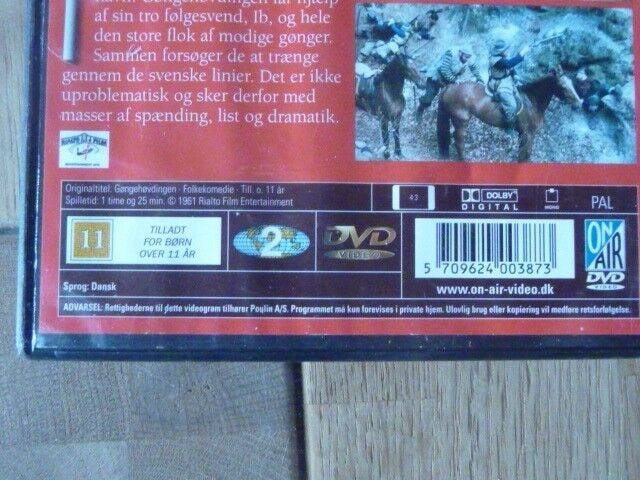 navn. Gøngehøvdingen får hjælp
af sin tro følgesvend, Ib, og hele
den store flok af modige gønger.
Sammen forsøger de at trænge
gennem de svenske linier. Det er ikke
uproblematisk og sker derfor med
masser af spænding, list og dramatik.
RIALTO FILM
Originaltitel: Gøngehøvdingen - Folkekomedie - Till. o. 11 år
Spilletid: 1 time og 25 min. © 1961 Rialto Film Entertainment
4:3
DOLBY
DIGITAL
MONO
PAL
11
TILLADT
FOR BØRN
OVER 11 ÅR
2
DVD
VIDEO
5 709624 003873
www.on-air-video.dk
ON
AIR
DVD
VIDEO
Sprog: Dansk
ADVARSEL: Rettighederne til dette videogram tilhører Poulin A/S. Programmet må kun forevises i private hjem. Ulovlig brug eller kopiering vil medføre retsforfølgelse.